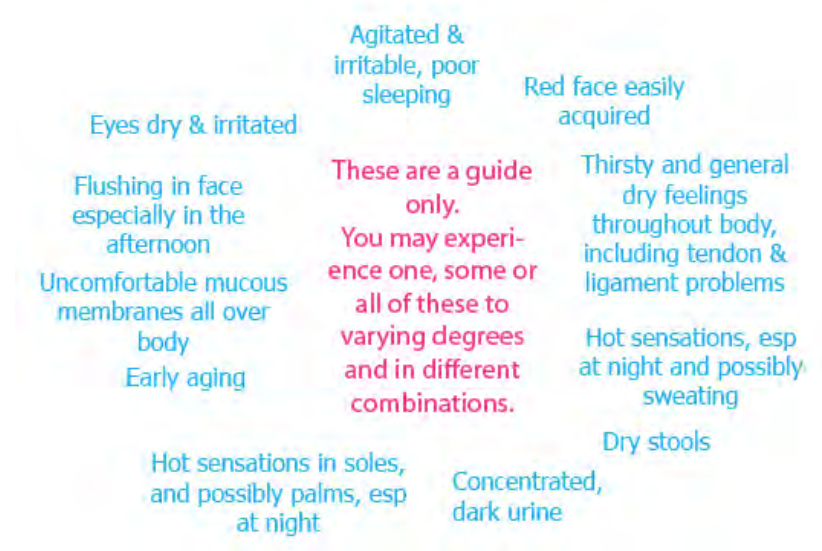 Agitated &
irritable, poor
sleeping
Red face easily
acquired
Eyes dry & irritated
These are a guide
only.
You may experi-
ence one, some or
all of these to
varying degrees
and in different
combinations.
Thirsty and general
dry feelings
throughout body,
including tendon &
ligament problems
Flushing in face
especially in the
afternoon
Uncomfortable mucous
membranes all over
body
Early aging
Hot sensations, esp
at night and possibly
sweating
Dry stools
Hot sensations in soles,
and possibly palms, esp
at night
Concentrated,
dark urine